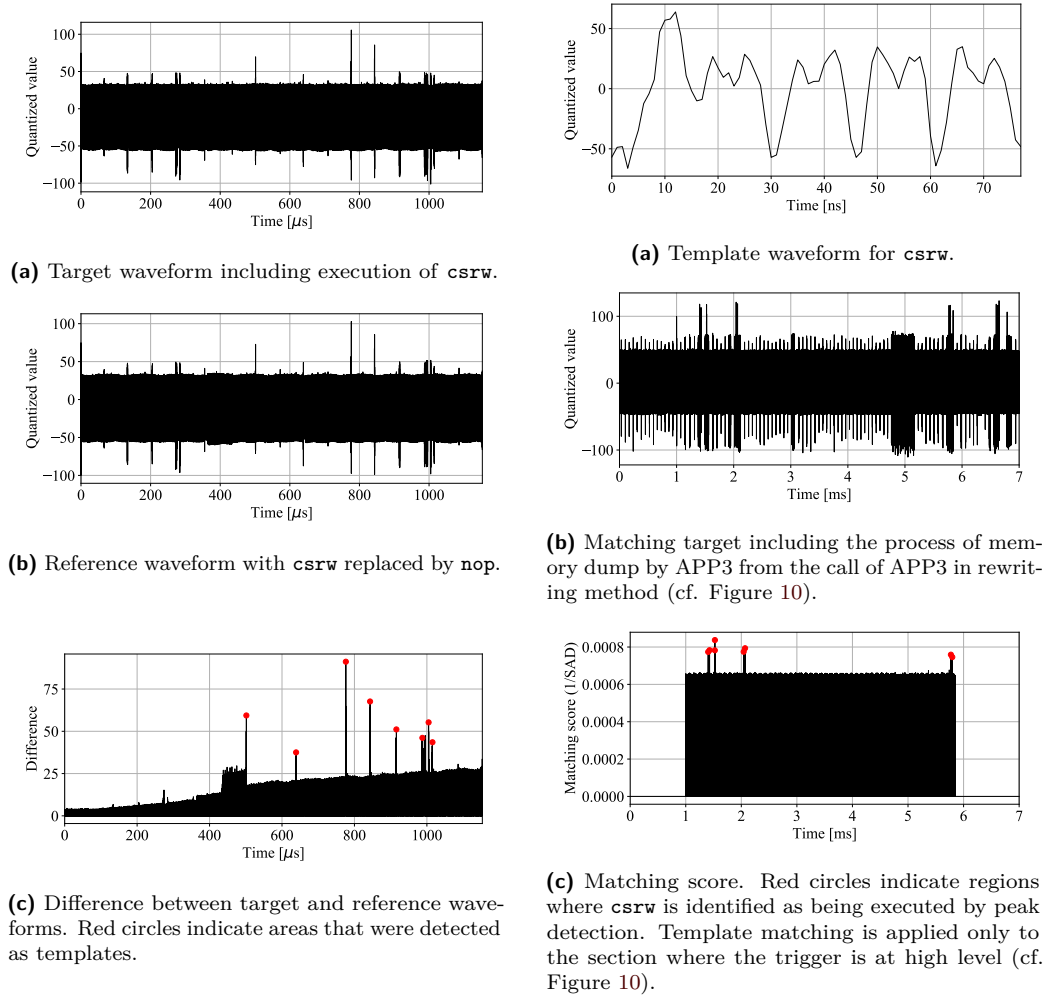 100
50
0
−50
−100
Quantized value
0 200 400 600 800 1000
Time [μs]
(a) Target waveform including execution of csrw.
100
50
0
−50
−100
Quantized value
0 200 400 600 800 1000
Time [μs]
(b) Reference waveform with csrw replaced by nop.
75
50
25
0
Difference
0 200 400 600 800 1000
Time [μs]
(c) Difference between target and reference wave-
forms. Red circles indicate areas that were detected
as templates.
50
0
−50
Quantized value
0 10 20 30 40 50 60 70
Time [ns]
(a) Template waveform for csrw.
100
0
−100
Quantized value
0 1 2 3 4 5 6 7
Time [ms]
(b) Matching target including the process of mem-
ory dump by APP3 from the call of APP3 in rewrit-
ing method (cf. Figure 10).
0.0008
0.0006
0.0004
0.0002
0.0000
Matching score (1/SAD)
0 1 2 3 4 5 6 7
Time [ms]
(c) Matching score. Red circles indicate regions
where csrw is identified as being executed by peak
detection. Template matching is applied only to
the section where the trigger is at high level (cf.
Figure 10).